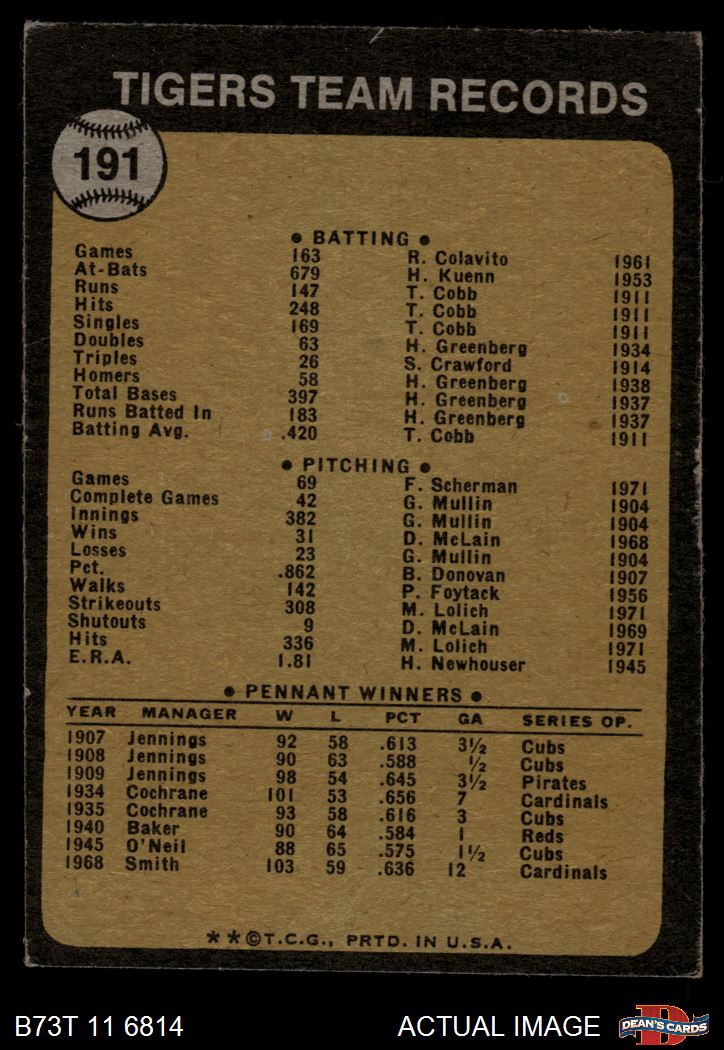 TIGERS TEAM RECORDS
191
• BATTING •
Games 163 R. Colavito 1961
At-Bats 679 H. Kuenn 1953
Runs 147 T. Cobb 1911
Hits 248 T. Cobb 1911
Singles 169 T. Cobb 1911
Doubles 63 H. Greenberg 1934
Triples 26 S. Crawford 1914
Homers 58 H. Greenberg 1938
Total Bases 397 H. Greenberg 1937
Runs Batted In 183 H. Greenberg 1937
Batting Avg. .420 T. Cobb 1911
• PITCHING •
Games 69 F. Scherman 1971
Complete Games 42 G. Mullin 1904
Innings 382 G. Mullin 1904
Wins 31 D. McLain 1968
Losses 23 G. Mullin 1904
Pct. .862 B. Donovan 1907
Walks 142 P. Foytack 1956
Strikeouts 308 M. Lolich 1971
Shutouts 9 D. McLain 1969
Hits 336 M. Lolich 1971
E.R.A. 1.81 H. Newhouser 1945
• PENNANT WINNERS •
YEAR MANAGER W L PCT GA SERIES OP.
1907 Jennings 92 58 .613 3½ Cubs
1908 Jennings 90 63 .588 ½ Cubs
1909 Jennings 98 54 .645 3½ Pirates
1934 Cochrane 101 53 .656 7 Cardinals
1935 Cochrane 93 58 .616 3 Cubs
1940 Baker 90 64 .584 1 Reds
1945 O'Neil 88 65 .575 1½ Cubs
1968 Smith 103 59 .636 12 Cardinals
**©T.C.G., PRTD. IN U.S.A.
B73T 11 6814 ACTUAL IMAGE
D
DEAN'S CARDS